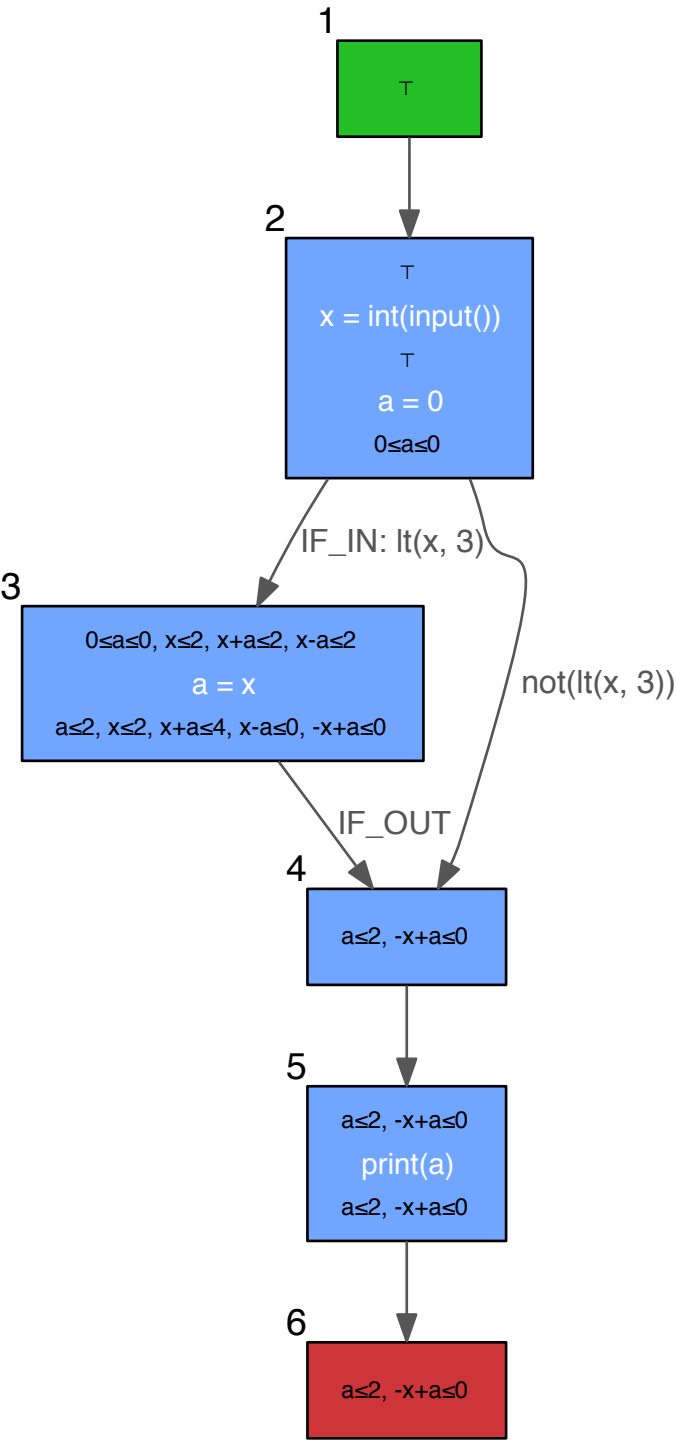 1
⊤
2
⊤
x = int(input())
⊤
a = 0
0≤a≤0
IF_IN: lt(x, 3)
3
0≤a≤0, x≤2, x+a≤2, x-a≤2
a = x
a≤2, x≤2, x+a≤4, x-a≤0, -x+a≤0
not(lt(x, 3))
IF_OUT
4
a≤2, -x+a≤0
5
a≤2, -x+a≤0
print(a)
a≤2, -x+a≤0
6
a≤2, -x+a≤0